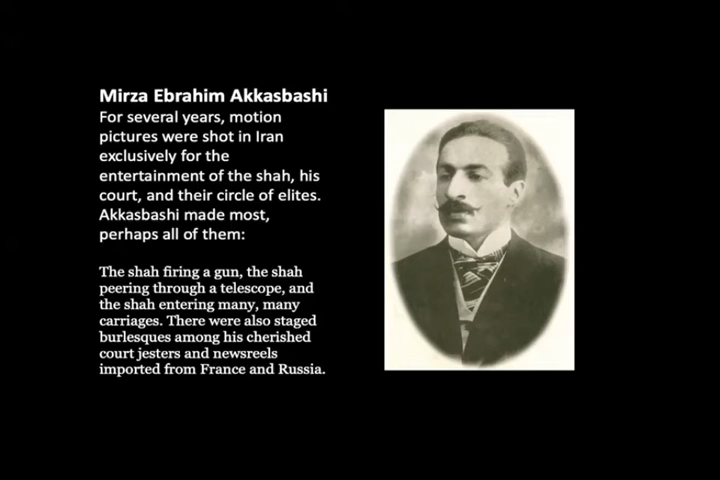 Mirza Ebrahim Akkasbashi
For several years, motion
pictures were shot in Iran
exclusively for the
entertainment of the shah, his
court, and their circle of elites.
Akkasbashi made most,
perhaps all of them:
The shah firing a gun, the shah
peering through a telescope, and
the shah entering many, many
carriages. There were also staged
burlesques among his cherished
court jesters and newsreels
imported from France and Russia.